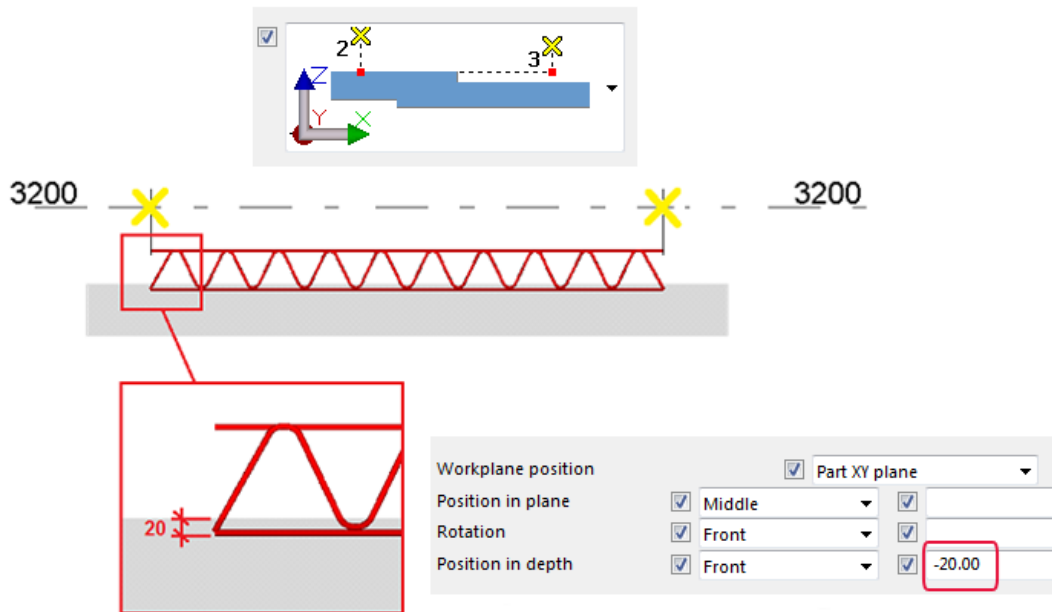 2
3
Z
Y
X
3200
3200
20
Workplane position
Part XY plane
Position in plane
Middle
Rotation
Front
Position in depth
Front
-20.00